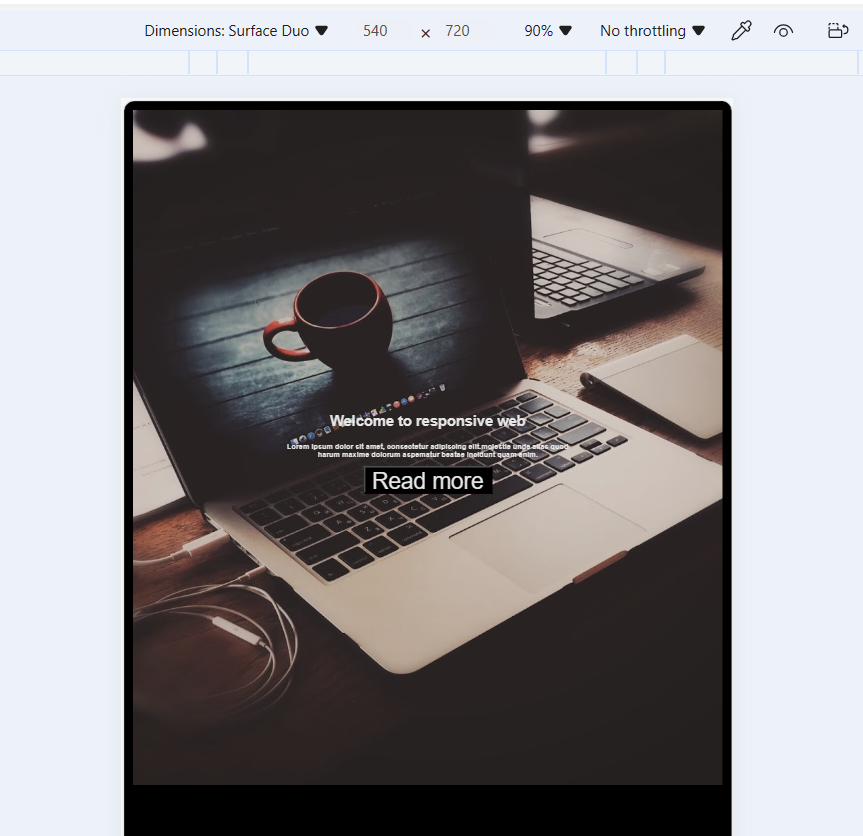 Dimensions: Surface Duo 540 × 720 90% No throttling
Welcome to responsive web
Lorem ipsum dolor sit amet, consectetur adipisicing elit.molestie unde alias quod
harum maxime dolorum aspernatur beatae incidunt quam enim.
Read more